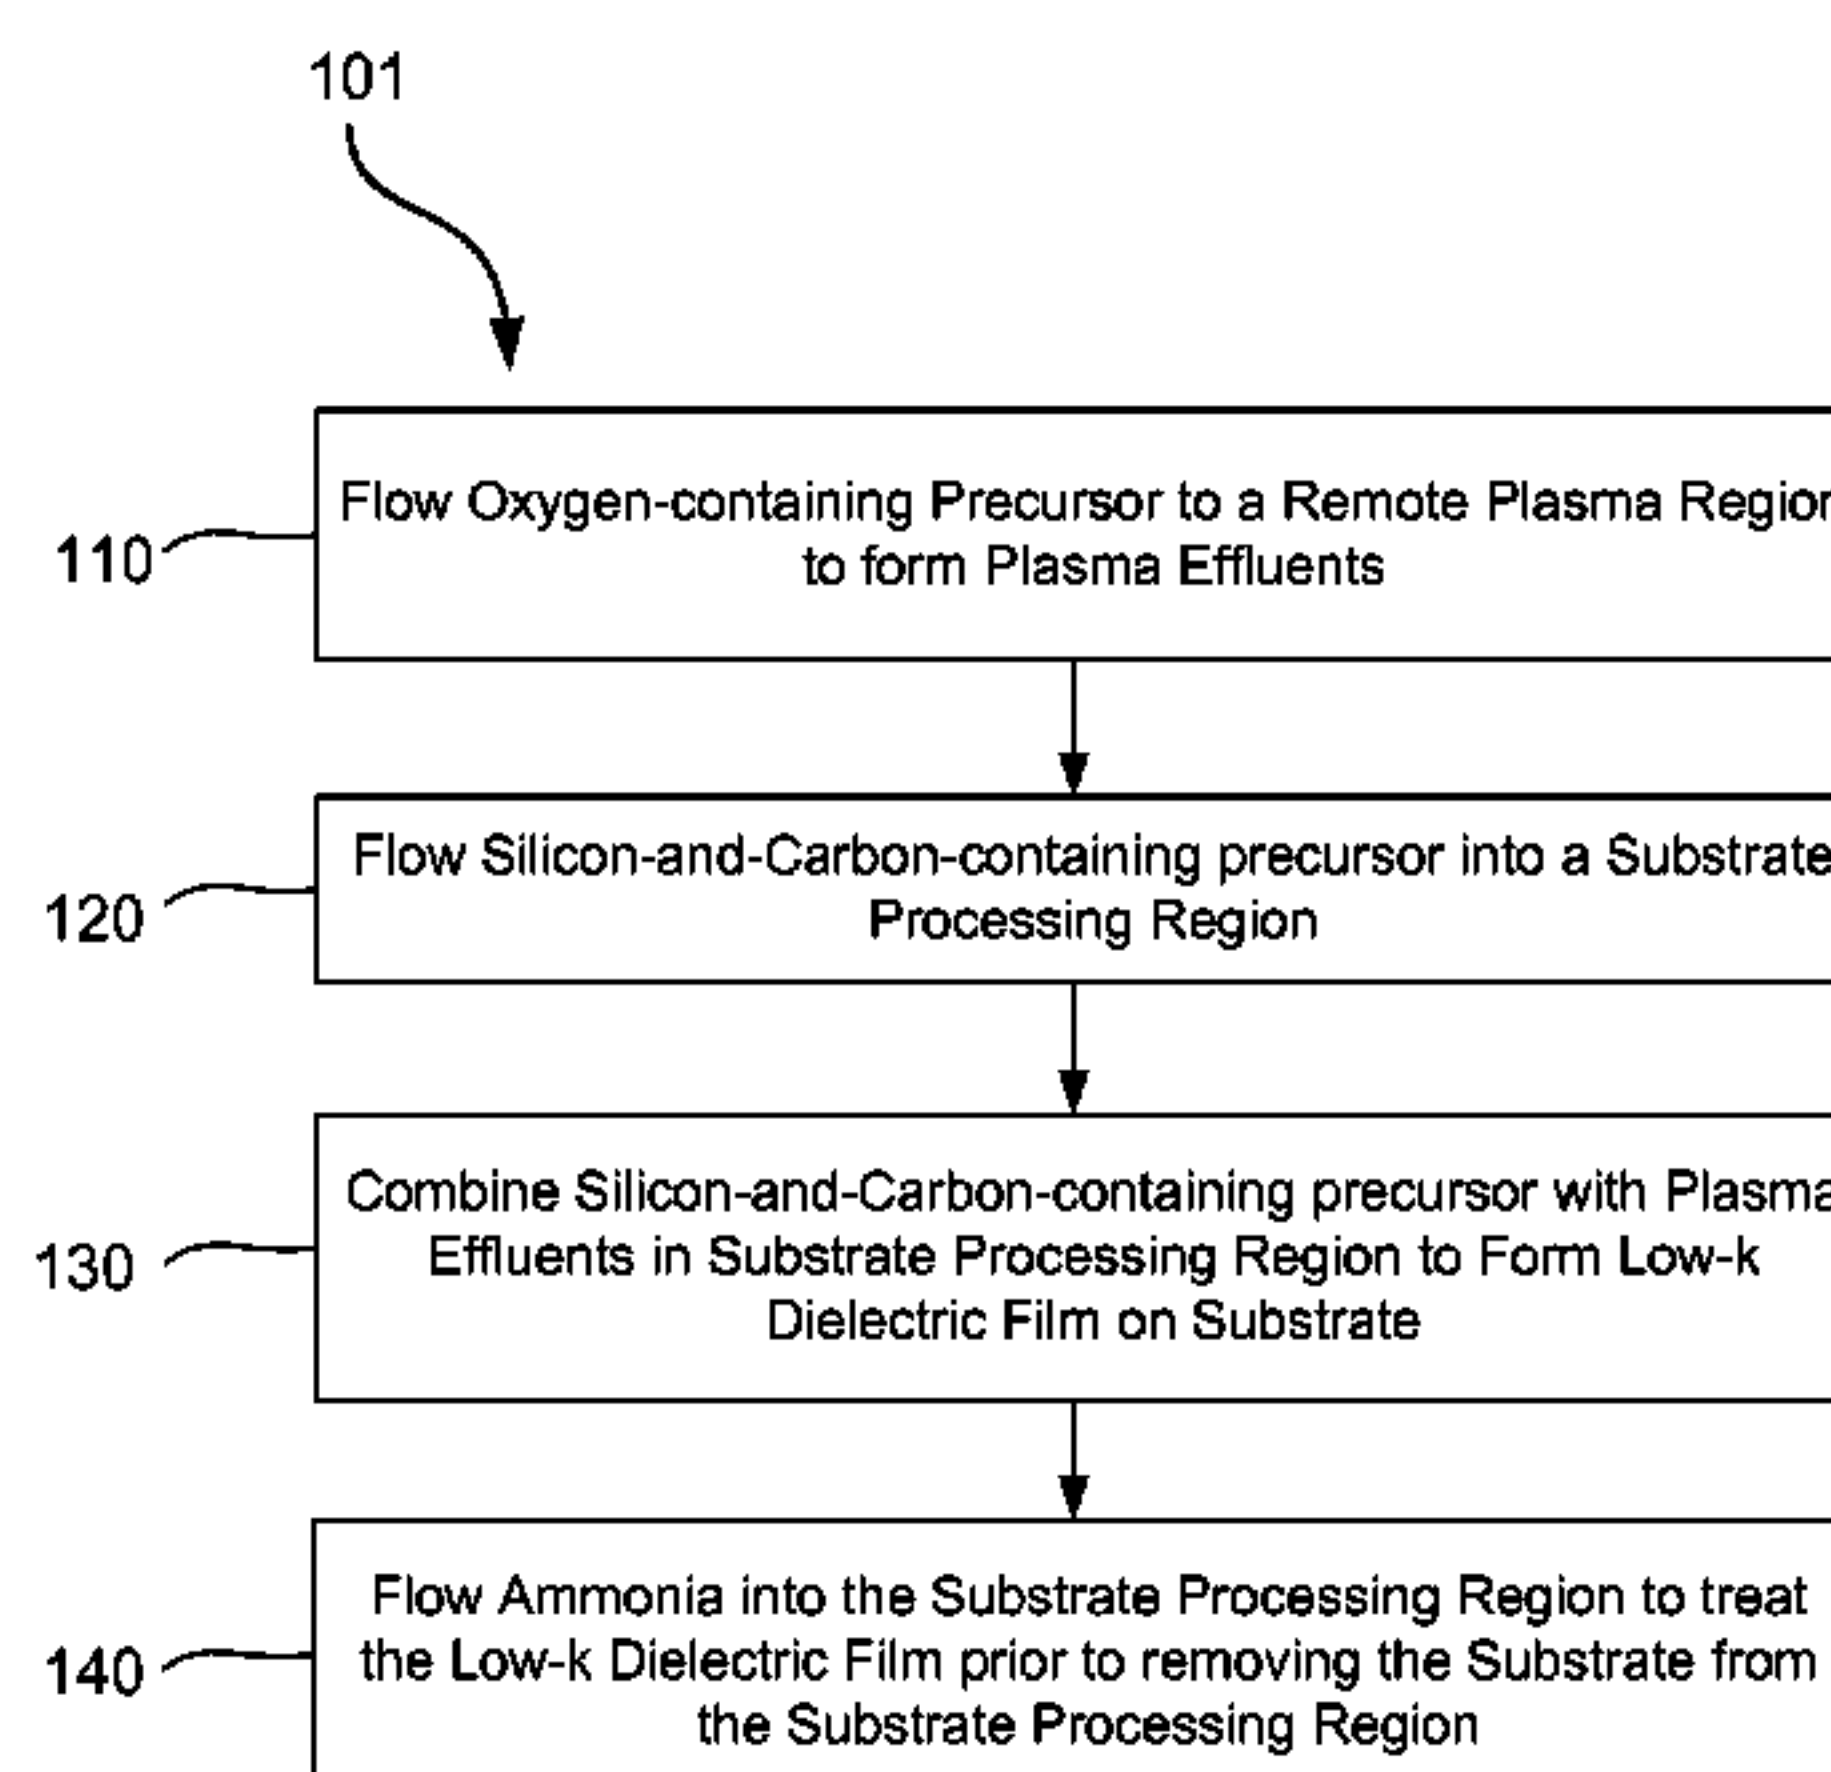 101
110
Flow Oxygen-containing Precursor to a Remote Plasma Region
to form Plasma Effluents
120
Flow Silicon-and-Carbon-containing precursor into a Substrate
Processing Region
130
Combine Silicon-and-Carbon-containing precursor with Plasma
Effluents in Substrate Processing Region to Form Low-k
Dielectric Film on Substrate
140
Flow Ammonia into the Substrate Processing Region to treat
the Low-k Dielectric Film prior to removing the Substrate from
the Substrate Processing Region